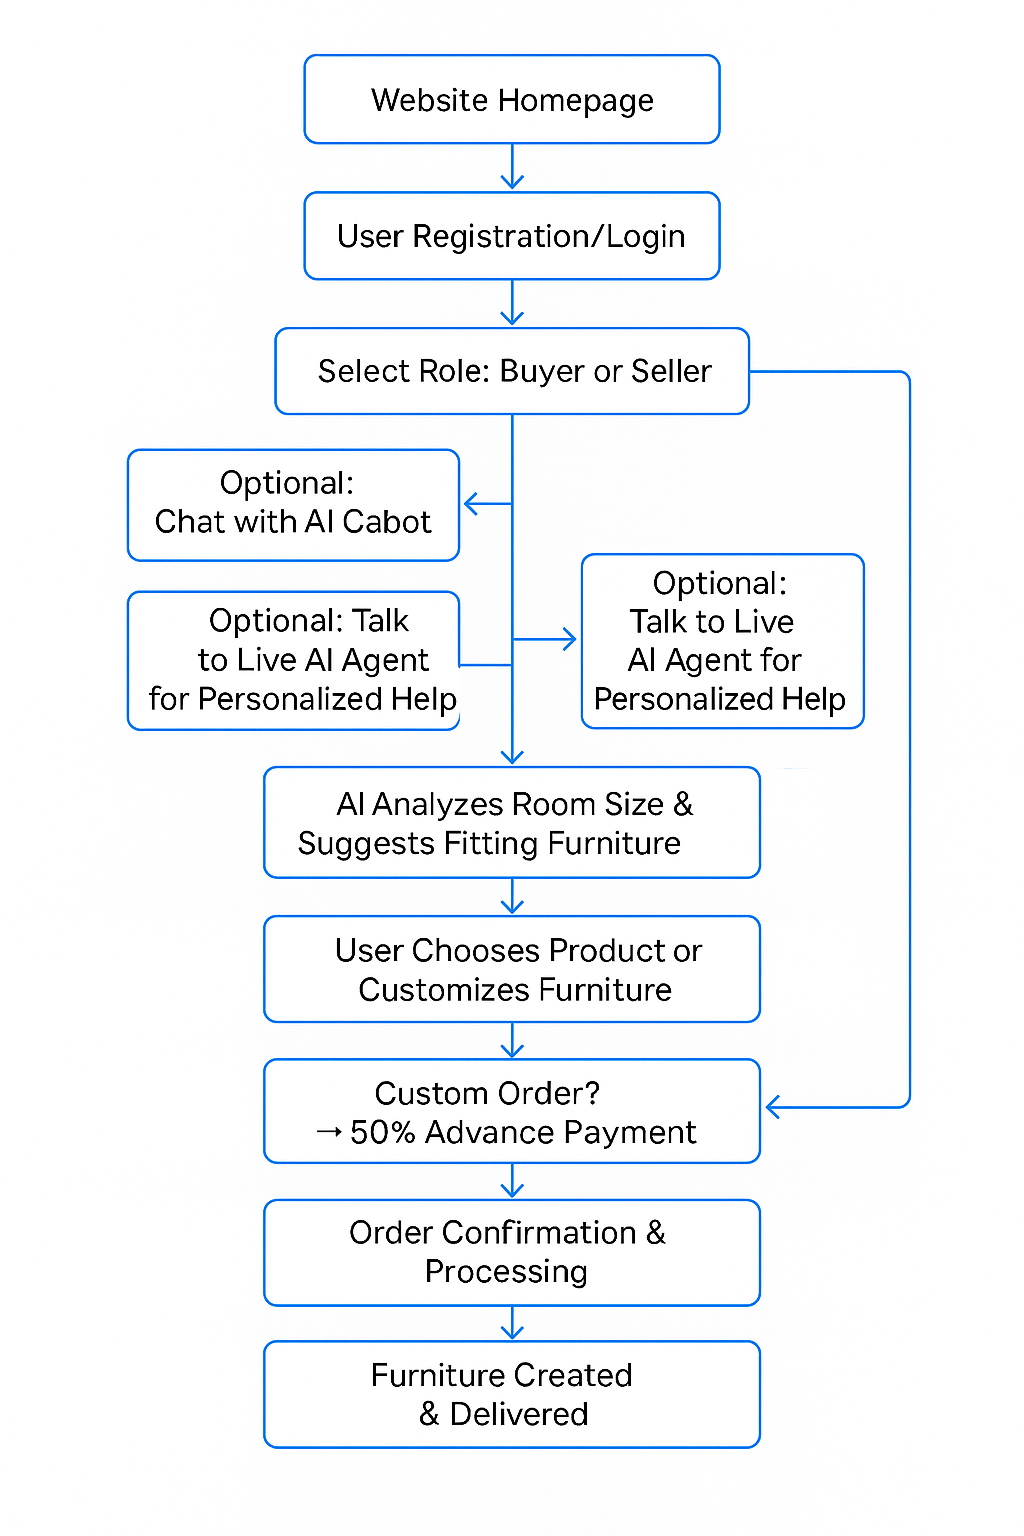 Website Homepage
User Registration/Login
Select Role: Buyer or Seller
Optional:
Chat with AI Cabot
Optional: Talk
to Live AI Agent
for Personalized Help
Optional:
Talk to Live
AI Agent for
Personalized Help
AI Analyzes Room Size &
Suggests Fitting Furniture
User Chooses Product or
Customizes Furniture
Custom Order?
→ 50% Advance Payment
Order Confirmation &
Processing
Furniture Created
& Delivered